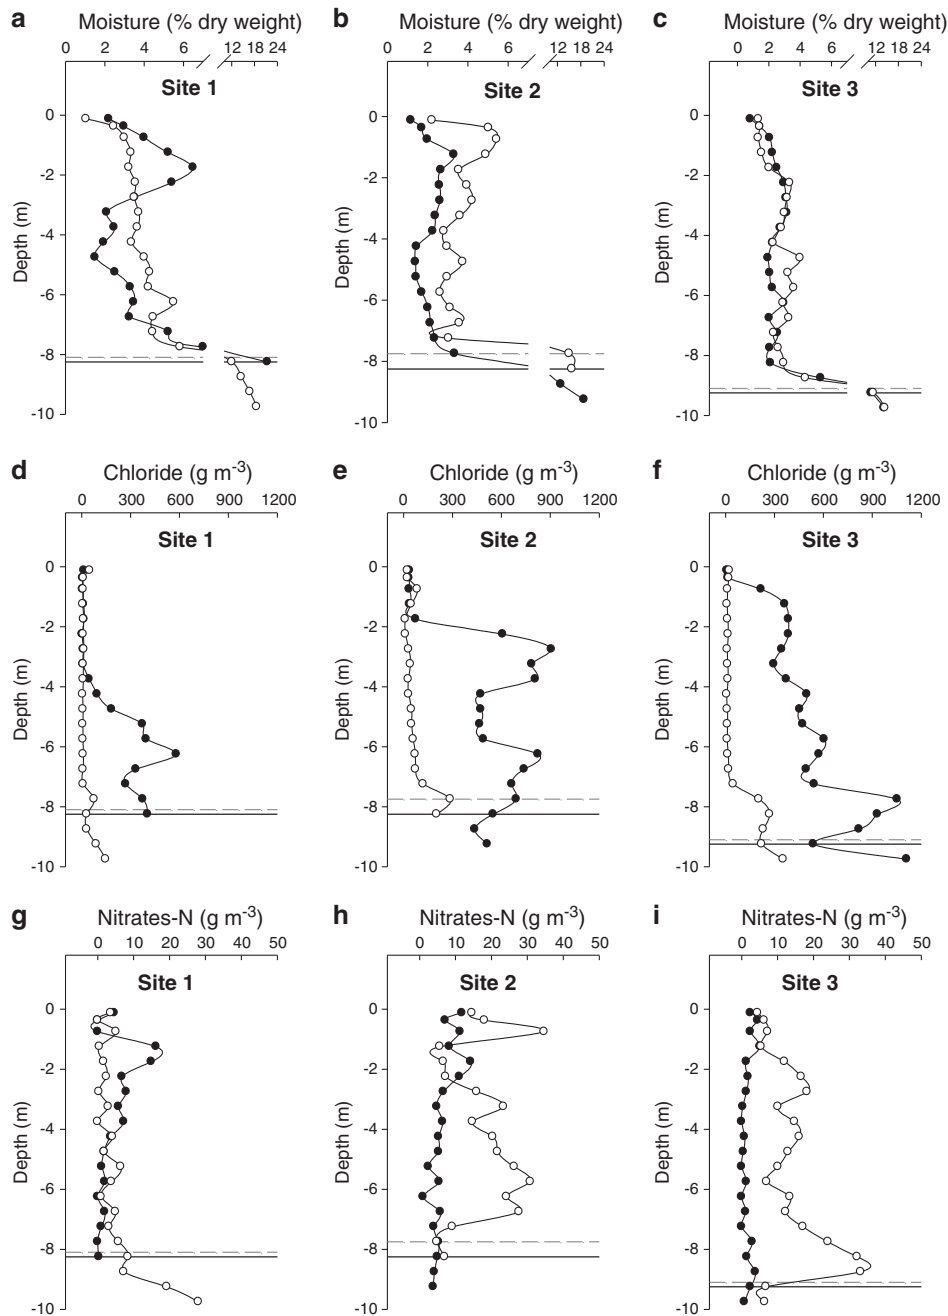 a Moisture (% dry weight)
0 2 4 6 12 18 24
Site 1
Depth (m)
0
-2
-4
-6
-8
-10
b Moisture (% dry weight)
0 2 4 6 12 18 24
Site 2
Depth (m)
0
-2
-4
-6
-8
-10
c Moisture (% dry weight)
0 2 4 6 12 18 24
Site 3
Depth (m)
0
-2
-4
-6
-8
-10
d Chloride (g m⁻³)
0 300 600 900 1200
Site 1
Depth (m)
0
-2
-4
-6
-8
-10
e Chloride (g m⁻³)
0 300 600 900 1200
Site 2
Depth (m)
0
-2
-4
-6
-8
-10
f Chloride (g m⁻³)
0 300 600 900 1200
Site 3
Depth (m)
0
-2
-4
-6
-8
-10
g Nitrates-N (g m⁻³)
0 10 20 30 40 50
Site 1
Depth (m)
0
-2
-4
-6
-8
-10
h Nitrates-N (g m⁻³)
0 10 20 30 40 50
Site 2
Depth (m)
0
-2
-4
-6
-8
-10
i Nitrates-N (g m⁻³)
0 10 20 30 40 50
Site 3
Depth (m)
0
-2
-4
-6
-8
-10